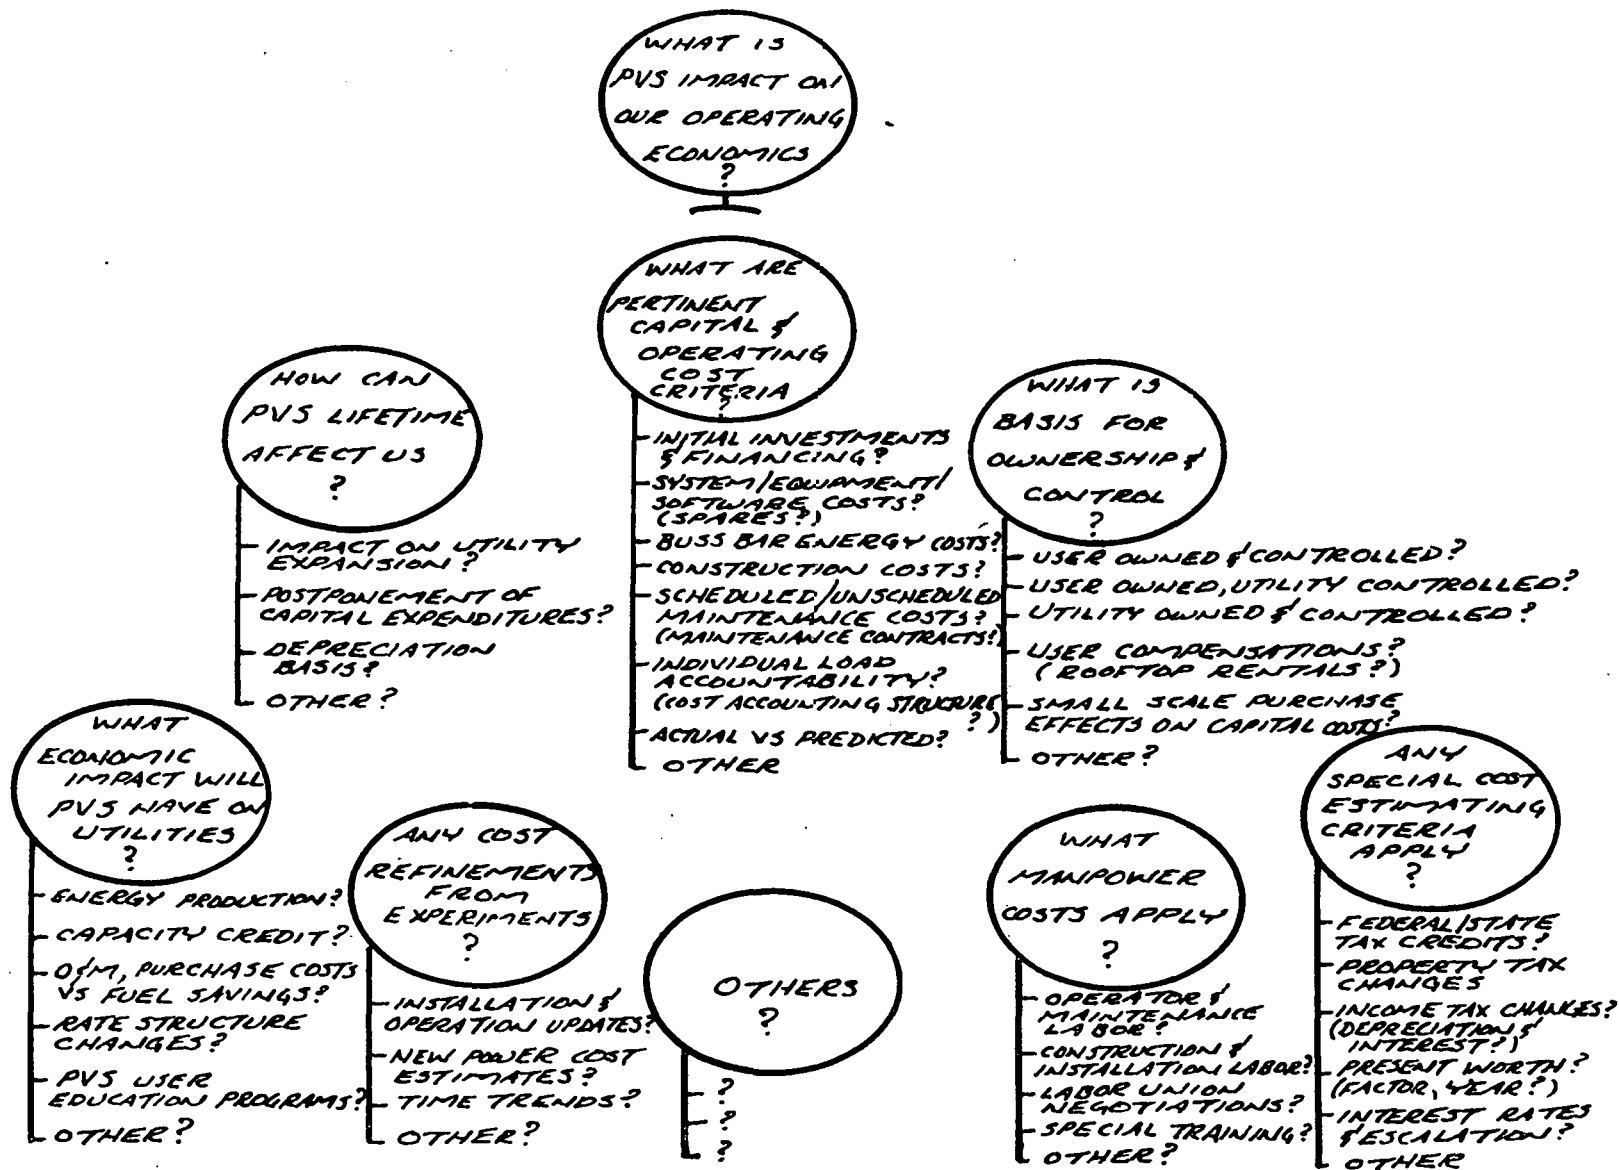 WHAT IS
PVS IMPACT ON
OUR OPERATING
ECONOMICS
?
WHAT ARE
PERTINENT
CAPITAL &
OPERATING
COST
CRITERIA
?
INITIAL INVESTMENTS
& FINANCING?
SYSTEM/EQUIPMENT/
SOFTWARE COSTS?
(SPARES?)
BUSS BAR ENERGY COSTS?
CONSTRUCTION COSTS?
SCHEDULED/UNSCHEDULED
MAINTENANCE COSTS?
(MAINTENANCE CONTRACTS?)
INDIVIDUAL LOAD
ACCOUNTABILITY?
(COST ACCOUNTING STRUCTURE
?)
ACTUAL VS PREDICTED?
OTHER
HOW CAN
PVS LIFETIME
AFFECT US
?
IMPACT ON UTILITY
EXPANSION?
POSTPONEMENT OF
CAPITAL EXPENDITURES?
DEPRECIATION
BASIS?
OTHER?
WHAT IS
BASIS FOR
OWNERSHIP &
CONTROL
?
USER OWNED & CONTROLLED?
USER OWNED, UTILITY CONTROLLED?
UTILITY OWNED & CONTROLLED?
USER COMPENSATIONS?
(ROOFTOP RENTALS?)
SMALL SCALE PURCHASE
EFFECTS ON CAPITAL COSTS?
OTHER?
WHAT
ECONOMIC
IMPACT WILL
PVS HAVE ON
UTILITIES
?
ENERGY PRODUCTION?
CAPACITY CREDIT?
O&M, PURCHASE COSTS
VS FUEL SAVINGS?
RATE STRUCTURE
CHANGES?
PVS USER
EDUCATION PROGRAMS?
OTHER?
ANY COST
REFINEMENTS
FROM
EXPERIMENTS
?
INSTALLATION &
OPERATION UPDATES?
NEW POWER COST
ESTIMATES?
TIME TRENDS?
OTHER?
OTHERS
?
?
?
?
WHAT
MANPOWER
COSTS APPLY
?
OPERATOR &
MAINTENANCE
LABOR?
CONSTRUCTION &
INSTALLATION LABOR?
LABOR UNION
NEGOTIATIONS?
SPECIAL TRAINING?
OTHER?
ANY
SPECIAL COST
ESTIMATING
CRITERIA
APPLY
?
FEDERAL/STATE
TAX CREDITS?
PROPERTY TAX
CHANGES
INCOME TAX CHANGES?
(DEPRECIATION &
INTEREST?)
PRESENT WORTH?
(FACTOR, YEAR?)
INTEREST RATES
& ESCALATION?
OTHER